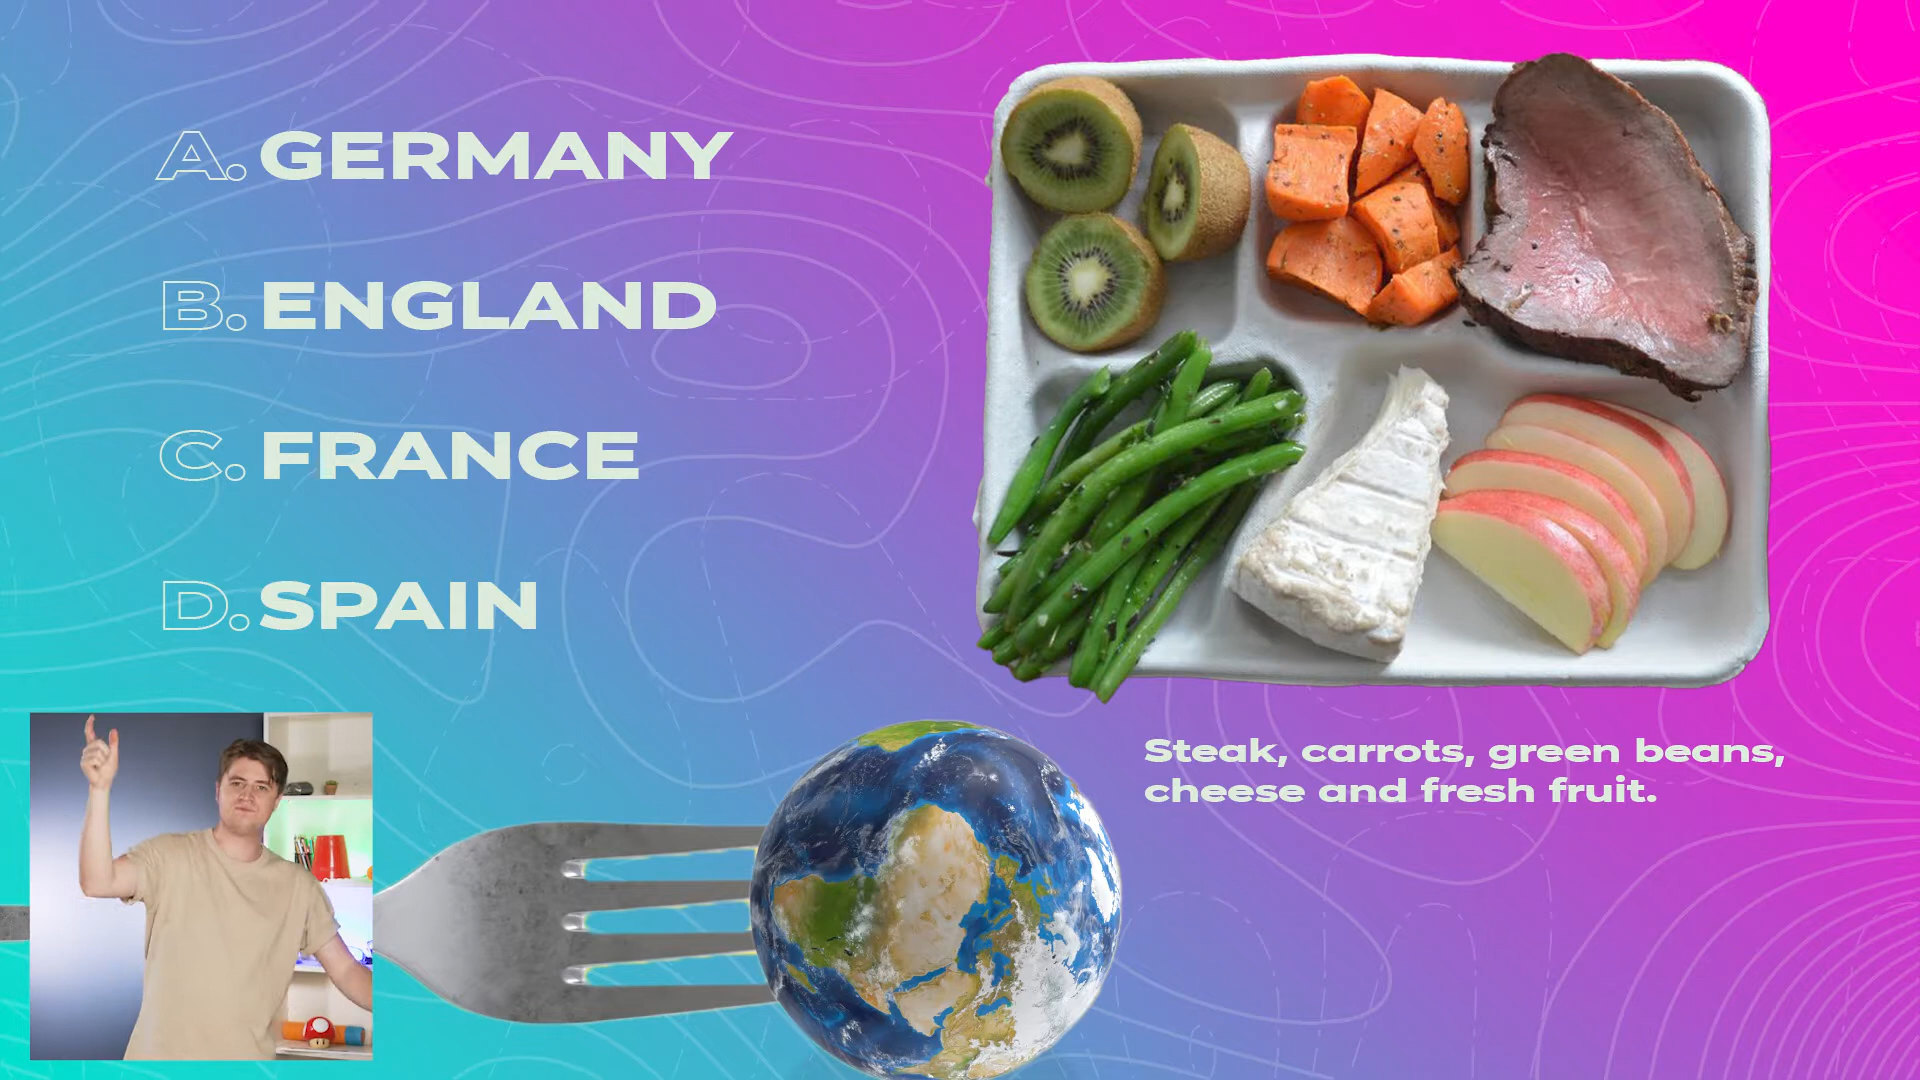 A. GERMANY
B. ENGLAND
C. FRANCE
D. SPAIN
Steak, carrots, green beans,
cheese and fresh fruit.